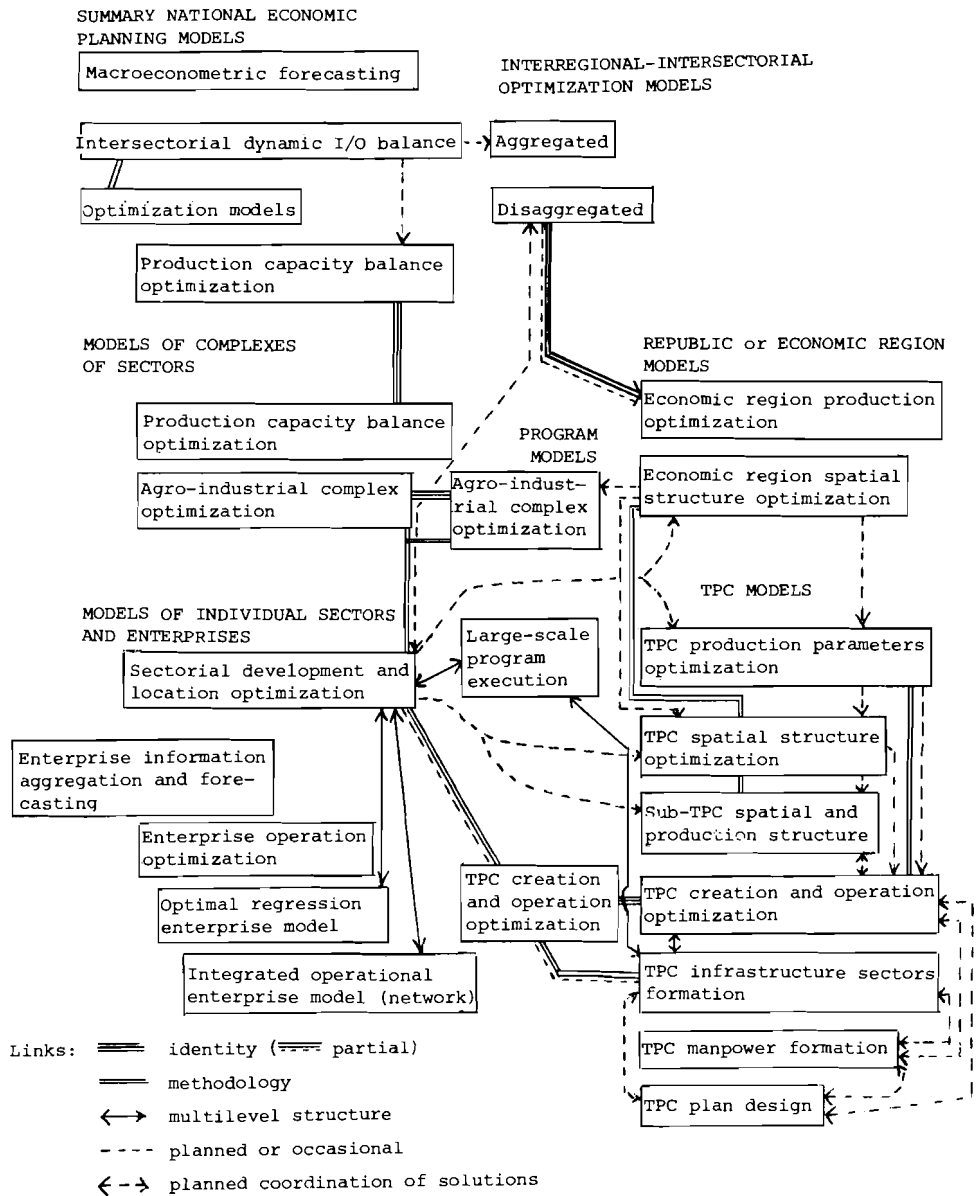 SUMMARY NATIONAL ECONOMIC
PLANNING MODELS
Macroeconometric forecasting
INTERREGIONAL-INTERSECTORIAL
OPTIMIZATION MODELS
Intersectorial dynamic I/O balance
Aggregated
Optimization models
Disaggregated
Production capacity balance
optimization
MODELS OF COMPLEXES
OF SECTORS
REPUBLIC or ECONOMIC REGION
MODELS
Economic region production
optimization
Production capacity balance
optimization
PROGRAM
MODELS
Agro-industrial complex
optimization
Agro-indust-
rial complex
optimization
Economic region spatial
structure optimization
TPC MODELS
MODELS OF INDIVIDUAL SECTORS
AND ENTERPRISES
Sectorial development and
location optimization
Large-scale
program
execution
TPC production parameters
optimization
TPC spatial structure
optimization
Enterprise information
aggregation and fore-
casting
Sub-TPC spatial and
production structure
Enterprise operation
optimization
Optimal regression
enterprise model
TPC creation
and operation
optimization
TPC creation and operation
optimization
Integrated operational
enterprise model (network)
TPC infrastructure sectors
formation
TPC manpower formation
TPC plan design
Links: identity ( partial)
methodology
multilevel structure
planned or occasional
planned coordination of solutions